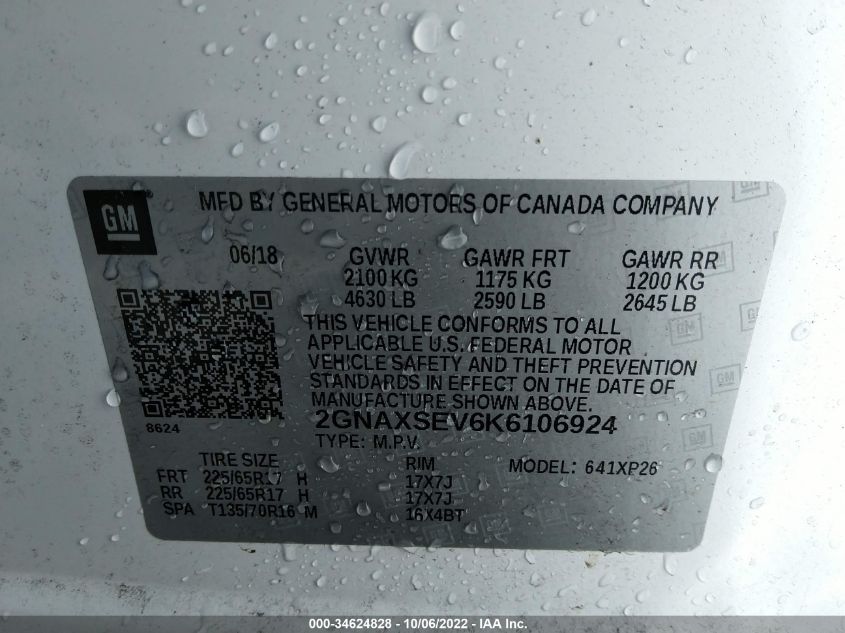 GM
MFD BY GENERAL MOTORS OF CANADA COMPANY
06/18 GVWR GAWR FRT GAWR RR
2100 KG 1175 KG 1200 KG
4630 LB 2590 LB 2645 LB
THIS VEHICLE CONFORMS TO ALL
APPLICABLE U.S. FEDERAL MOTOR
VEHICLE SAFETY AND THEFT PREVENTION
STANDARDS IN EFFECT ON THE DATE OF
MANUFACTURE SHOWN ABOVE.
8624 2GNAXSEV6K6106924
TYPE: M.P.V.
TIRE SIZE RIM MODEL: 641XP26
FRT 225/65R17 H 17X7J
RR 225/65R17 H 17X7J
SPA T135/70R16 M 16X4BT
000-34624828 - 10/06/2022 - IAA Inc.